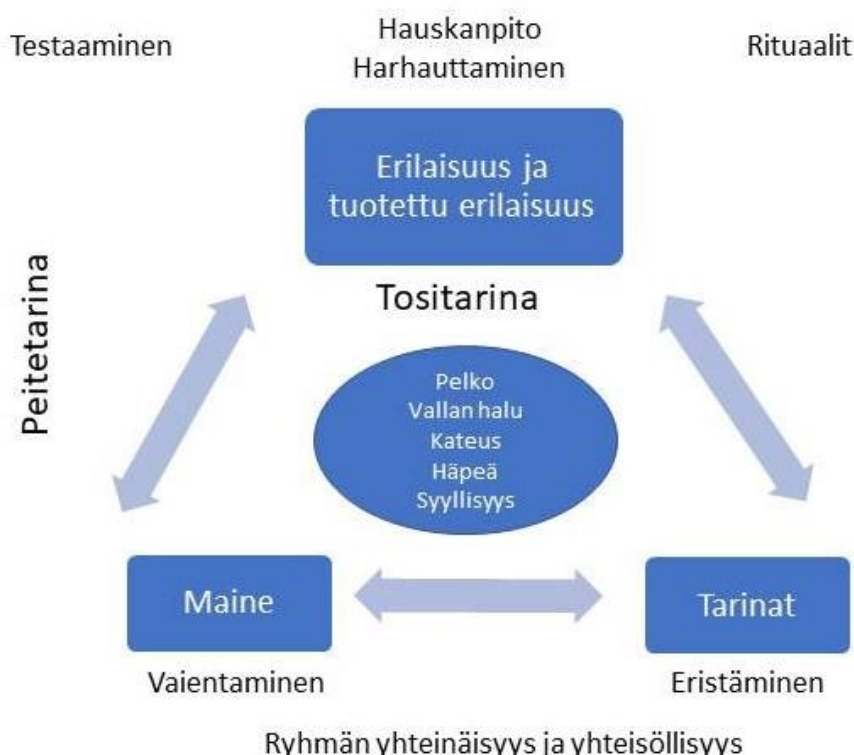 Testaaminen
Hauskanpito
Harhauttaminen
Rituaalit
Erilaisuus ja
tuotettu erilaisuus
Peitetarina
Tositarina
Pelko
Vallan halu
Kateus
Häpeä
Syyllisyys
Maine
Tarinat
Vaientaminen
Eristäminen
Ryhmän yhteinäisyys ja yhteisöllisyys